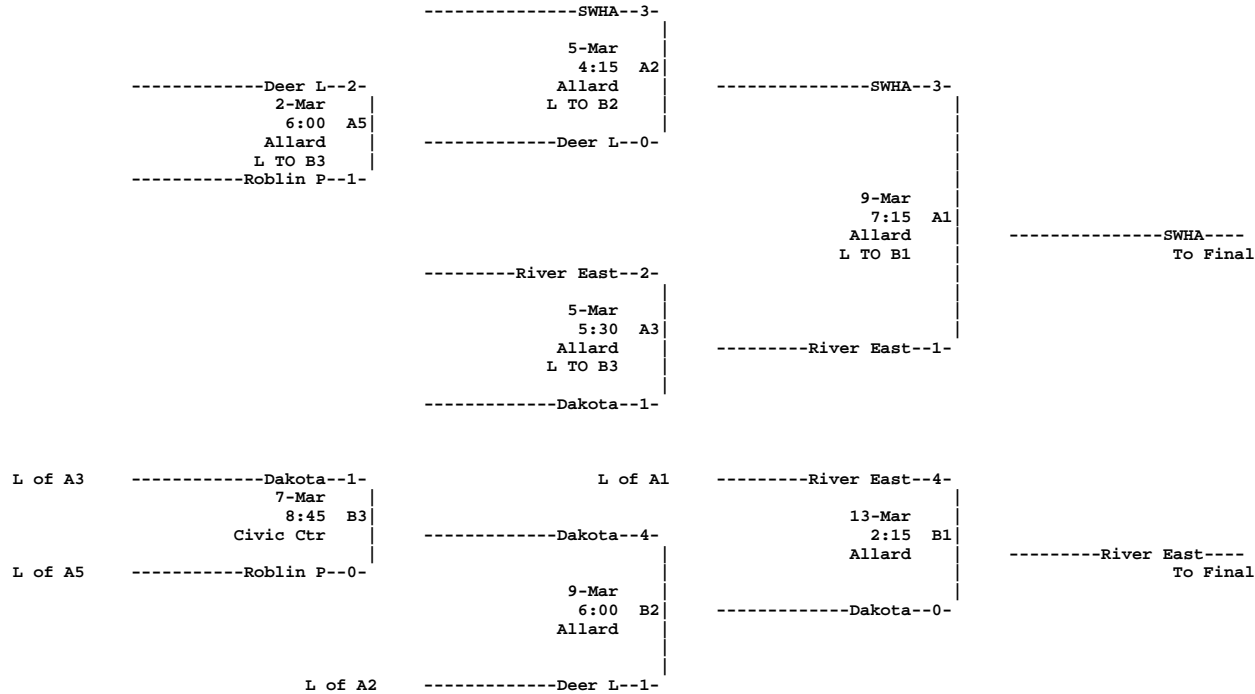 ---------------SWHA--3-
5-Mar
4:15 A2|
-------------Deer L--2- Allard ---------------SWHA--3-
2-Mar L TO B2
6:00 A5|
Allard -------------Deer L--0-
L TO B3
-----------Roblin P--1-
9-Mar
7:15 A1|
Allard ---------------SWHA----
L TO B1 To Final
---------River East--2-
5-Mar
5:30 A3|
Allard ---------River East--1-
L TO B3
-------------Dakota--1-
L of A3 -------------Dakota--1- L of A1 ---------River East--4-
7-Mar
8:45 B3| 13-Mar
Civic Ctr -------------Dakota--4- 2:15 B1|
Allard ---------River East----
L of A5 -----------Roblin P--0- To Final
9-Mar
6:00 B2| -------------Dakota--0-
Allard
L of A2 -------------Deer L--1-